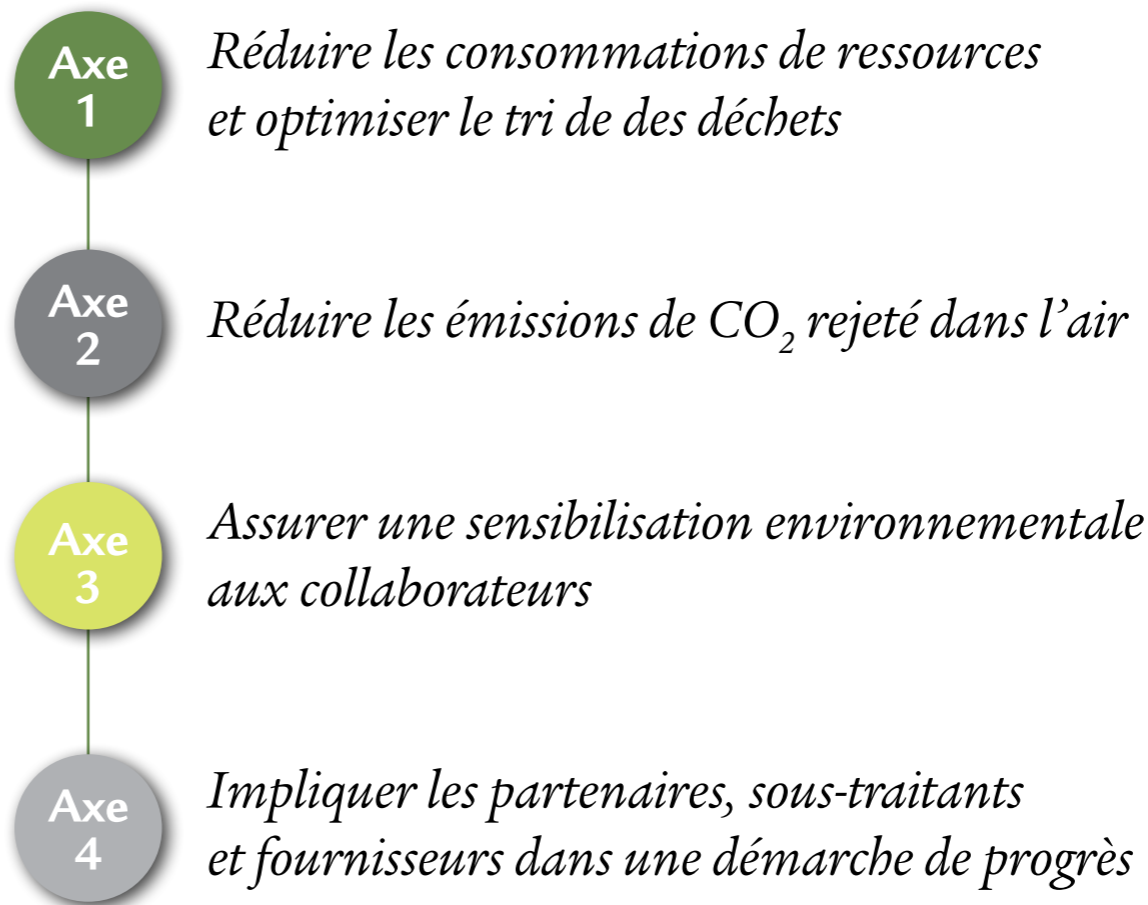 Axe
1
Réduire les consommations de ressources
et optimiser le tri de des déchets
Axe
2
Réduire les émissions de CO₂ rejeté dans l’air
Axe
3
Assurer une sensibilisation environnementale
aux collaborateurs
Axe
4
Impliquer les partenaires, sous-traitants
et fournisseurs dans une démarche de progrès